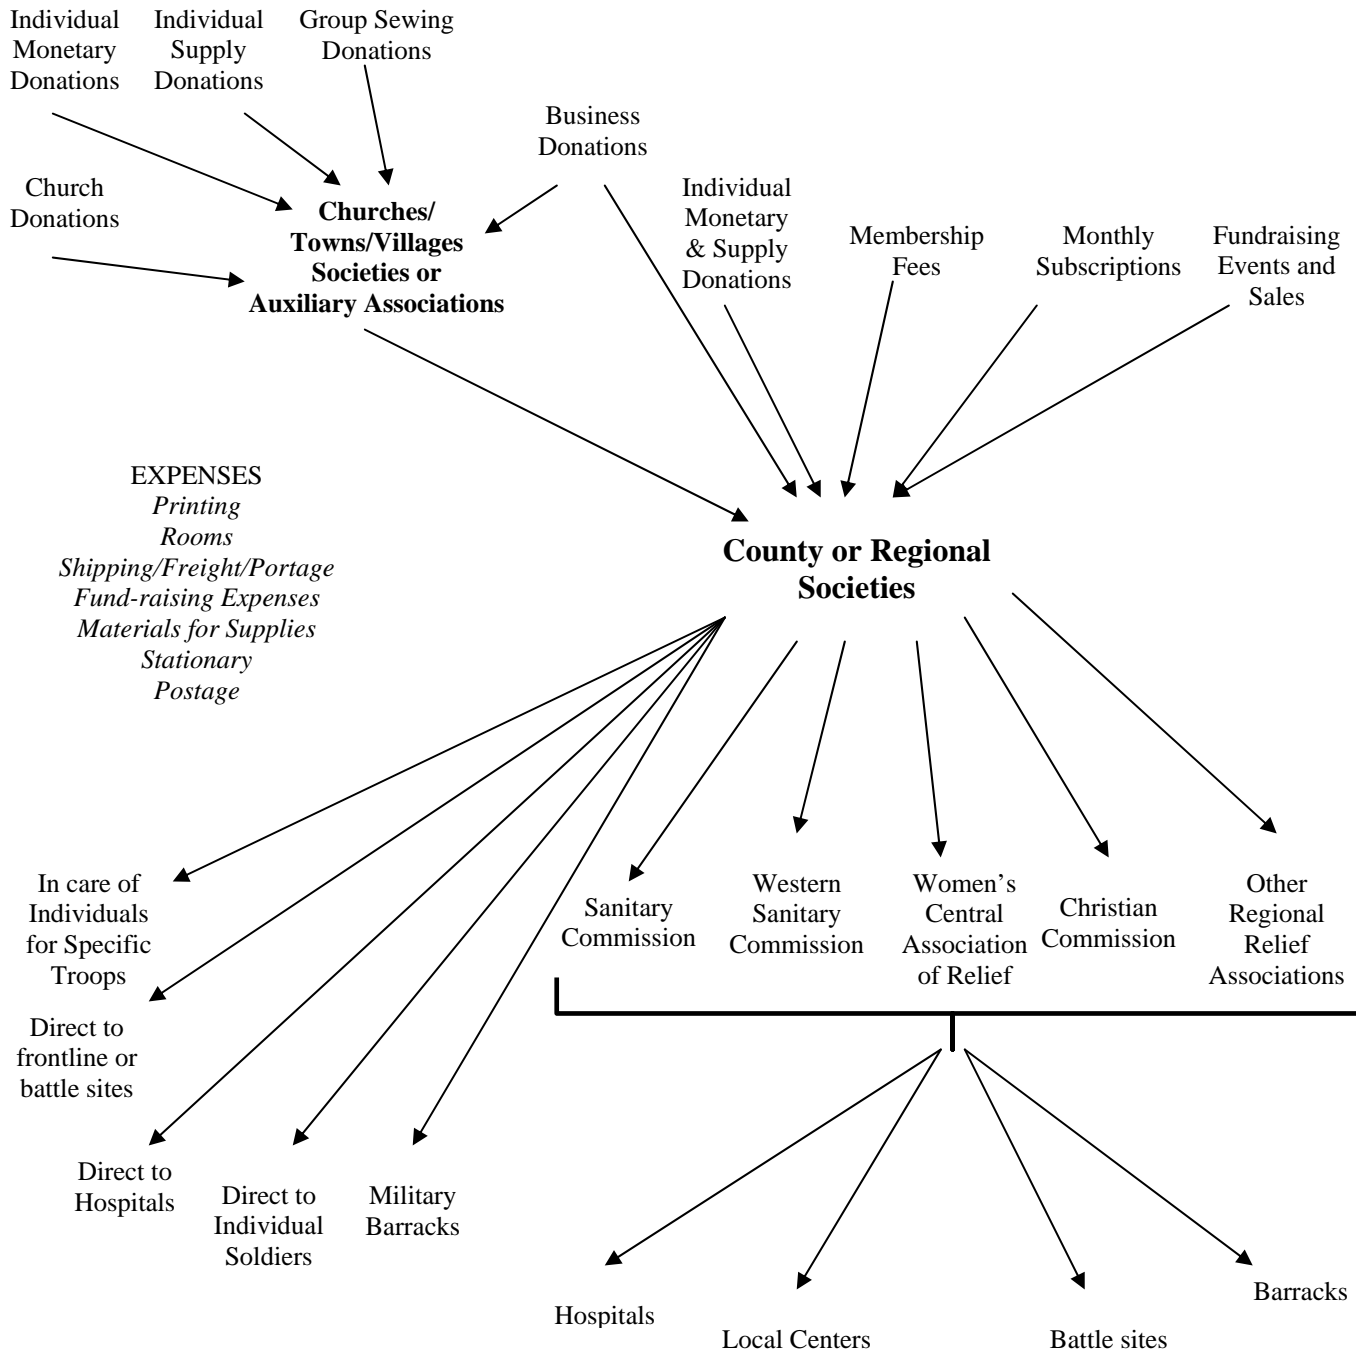 Individual
Monetary
Donations
Individual
Supply
Donations
Group Sewing
Donations
Business
Donations
Church
Donations
Churches/
Towns/Villages
Societies or
Auxiliary Associations
Individual
Monetary
& Supply
Donations
Membership
Fees
Monthly
Subscriptions
Fundraising
Events and
Sales
EXPENSES
Printing
Rooms
Shipping/Freight/Portage
Fund-raising Expenses
Materials for Supplies
Stationary
Postage
County or Regional
Societies
In care of
Individuals
for Specific
Troops
Direct to
frontline or
battle sites
Direct to
Hospitals
Direct to
Individual
Soldiers
Military
Barracks
Sanitary
Commission
Western
Sanitary
Commission
Women’s
Central
Association
of Relief
Christian
Commission
Other
Regional
Relief
Associations
Hospitals
Local Centers
Battle sites
Barracks